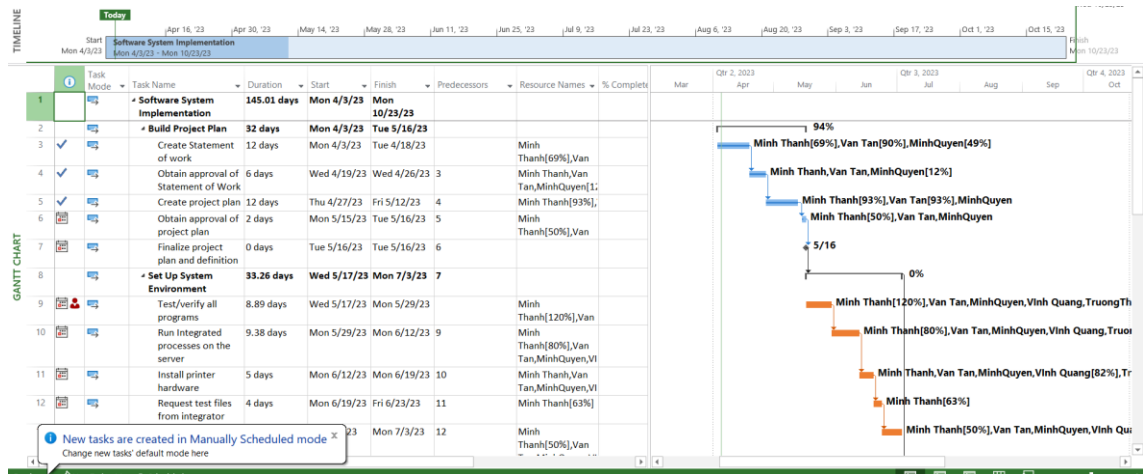 TIMELINE
Today
Apr 16, '23 Apr 30, '23 May 14, '23 May 28, '23 Jun 11, '23 Jun 25, '23 Jul 9, '23 Jul 23, '23 Aug 6, '23 Aug 20, '23 Sep 3, '23 Sep 17, '23 Oct 1, '23 Oct 15, '23
Start
Mon 4/3/23
Software System Implementation
Mon 4/3/23 - Mon 10/23/23
Finish
Mon 10/23/23
GANTT CHART
Task Mode Task Name Duration Start Finish Predecessors Resource Names % Complete
1 Software System Implementation 145.01 days Mon 4/3/23 Mon 10/23/23
2 Build Project Plan 32 days Mon 4/3/23 Tue 5/16/23
3 Create Statement of work 12 days Mon 4/3/23 Tue 4/18/23 Minh Thanh[69%],Van
4 Obtain approval of Statement of Work 6 days Wed 4/19/23 Wed 4/26/23 3 Minh Thanh,Van Tan,MinhQuyen[12
5 Create project plan 12 days Thu 4/27/23 Fri 5/12/23 4 Minh Thanh[93%],
6 Obtain approval of project plan 2 days Mon 5/15/23 Tue 5/16/23 5 Minh Thanh[50%],Van
7 Finalize project plan and definition 0 days Tue 5/16/23 Tue 5/16/23 6
8 Set Up System Environment 33.26 days Wed 5/17/23 Mon 7/3/23 7
9 Test/verify all programs 8.89 days Wed 5/17/23 Mon 5/29/23 Minh Thanh[120%],Van
10 Run Integrated processes on the server 9.38 days Mon 5/29/23 Mon 6/12/23 9 Minh Thanh[80%],Van Tan,MinhQuyen,VI
11 Install printer hardware 5 days Mon 6/12/23 Mon 6/19/23 10 Minh Thanh,Van Tan,MinhQuyen,VI
12 Request test files from integrator 4 days Mon 6/19/23 Fri 6/23/23 11 Minh Thanh[63%]
23 Mon 7/3/23 12 Minh Thanh[50%],Van
New tasks are created in Manually Scheduled mode x
Change new tasks' default mode here
Qtr 2, 2023 Qtr 3, 2023 Qtr 4, 2023
Mar Apr May Jun Jul Aug Sep Oct
94%
Minh Thanh[69%],Van Tan[90%],MinhQuyen[49%]
Minh Thanh,Van Tan,MinhQuyen[12%]
Minh Thanh[93%],Van Tan[93%],MinhQuyen
Minh Thanh[50%],Van Tan,MinhQuyen
5/16
0%
Minh Thanh[120%],Van Tan,MinhQuyen,VInh Quang,TruongTh
Minh Thanh[80%],Van Tan,MinhQuyen,VInh Quang,Truon
Minh Thanh,Van Tan,MinhQuyen,VInh Quang[82%],Tr
Minh Thanh[63%]
Minh Thanh[50%],Van Tan,MinhQuyen,VInh Qua